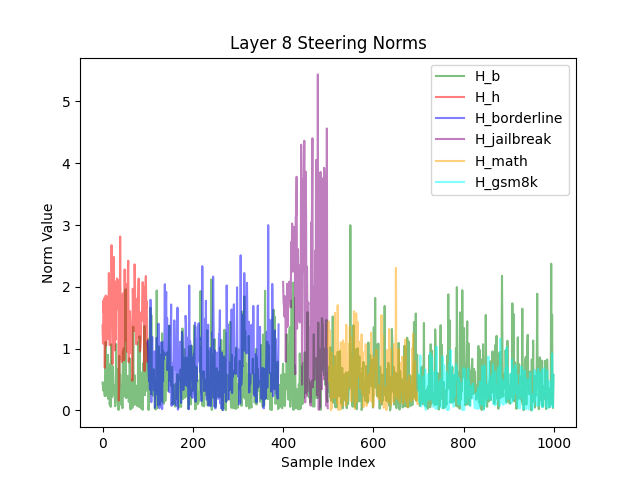 Layer 8 Steering Norms
H_b
H_h
H_borderline
H_jailbreak
H_math
H_gsm8k
Norm Value
5
4
3
2
1
0
0 200 400 600 800 1000
Sample Index